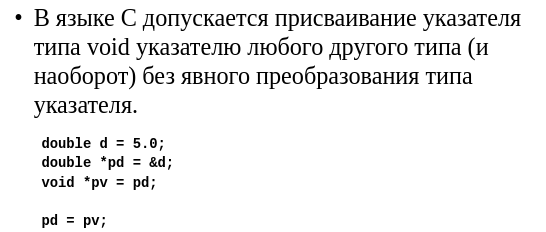 • В языке С допускается присваивание указателя
типа void указателю любого другого типа (и
наоборот) без явного преобразования типа
указателя.
double d = 5.0;
double *pd = &d;
void *pv = pd;
pd = pv;